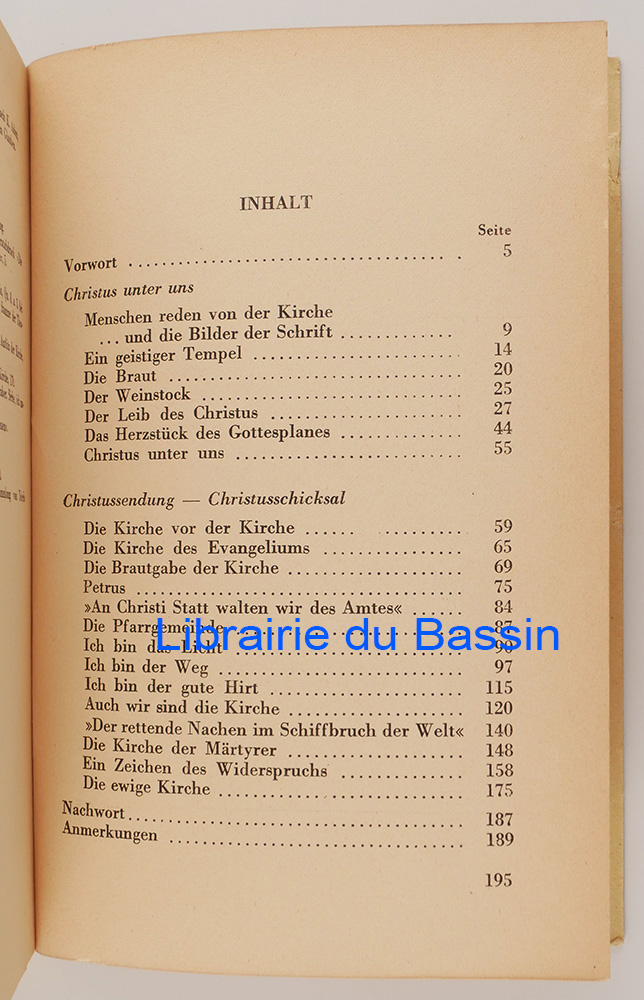 INHALT
Seite
Vorwort 5
Christus unter uns
Menschen reden von der Kirche
... und die Bilder der Schrift 9
Ein geistiger Tempel 14
Die Braut 20
Der Weinstock 25
Der Leib des Christus 27
Das Herzstück des Gottesplanes 44
Christus unter uns 55
Christussendung — Christusschicksal
Die Kirche vor der Kirche 59
Die Kirche des Evangeliums 65
Die Brautgabe der Kirche 69
Petrus 75
»An Christi Statt walten wir des Amtes« 84
Die Pfarrgemeinde 87
Librairie du Bassin
Ich bin das Licht 90
Ich bin der Weg 97
Ich bin der gute Hirt 115
Auch wir sind die Kirche 120
»Der rettende Nachen im Schiffbruch der Welt« 140
Die Kirche der Märtyrer 148
Ein Zeichen des Widerspruchs 158
Die ewige Kirche 175
Nachwort 187
Anmerkungen 189
195